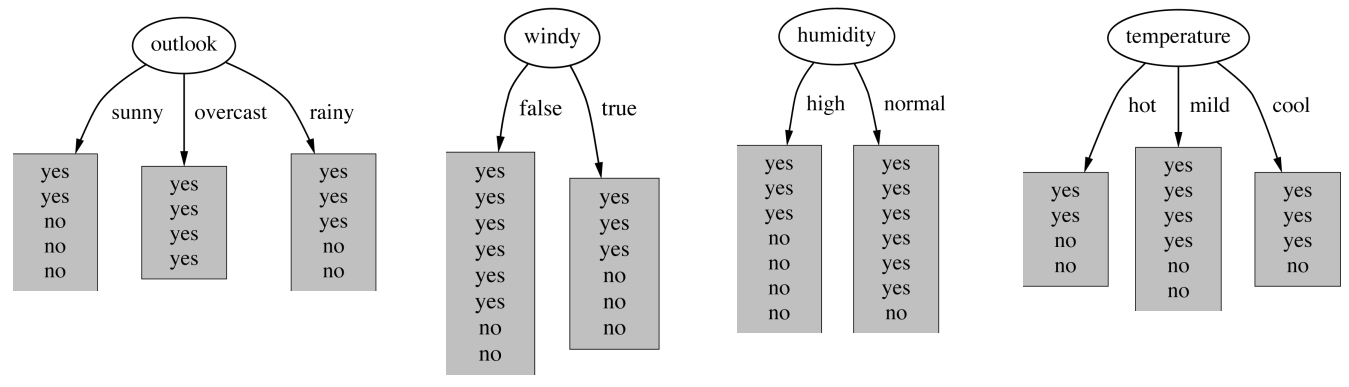 outlook
sunny
overcast
rainy
yes
yes
no
no
no
yes
yes
yes
yes
yes
yes
yes
no
no
windy
false
true
yes
yes
yes
yes
yes
yes
no
no
yes
yes
yes
no
no
no
humidity
high
normal
yes
yes
yes
no
no
no
no
yes
yes
yes
yes
yes
yes
no
temperature
hot
mild
cool
yes
yes
no
no
yes
yes
yes
yes
no
no
yes
yes
yes
no